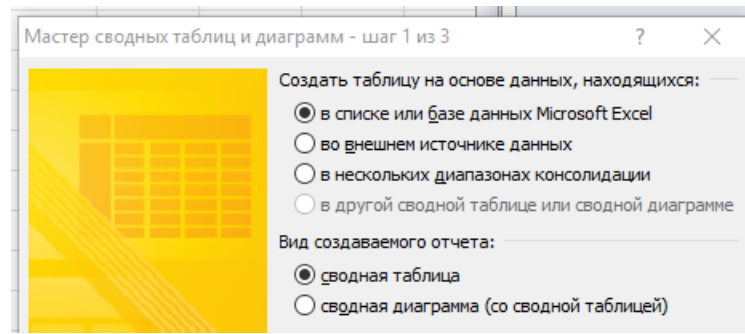 Мастер сводных таблиц и диаграмм - шаг 1 из 3 ?
Создать таблицу на основе данных, находящихся:
в списке или базе данных Microsoft Excel
во внешнем источнике данных
в нескольких диапазонах консолидации
в другой сводной таблице или сводной диаграмме
Вид создаваемого отчета:
сводная таблица
сводная диаграмма (со сводной таблицей)